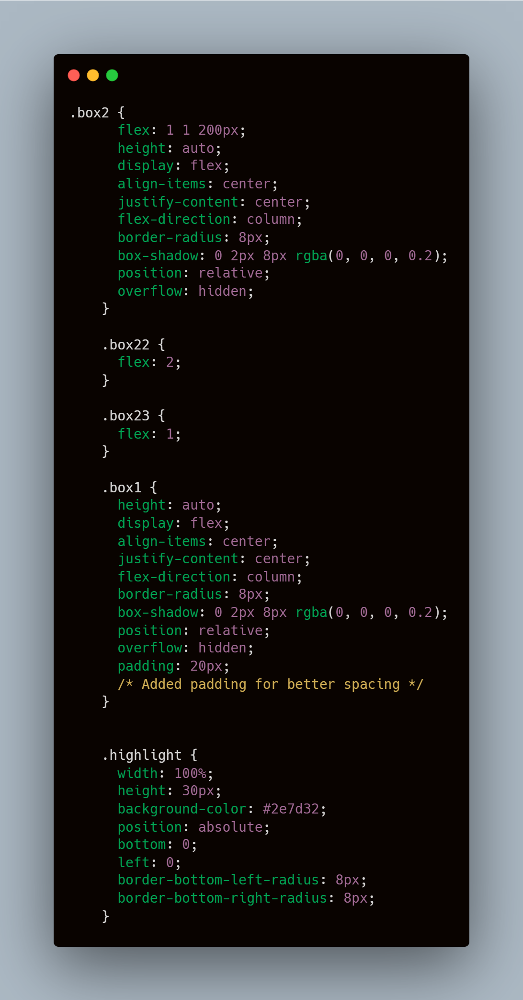 .box2 {
      flex: 1 1 200px;
      height: auto;
      display: flex;
      align-items: center;
      justify-content: center;
      flex-direction: column;
      border-radius: 8px;
      box-shadow: 0 2px 8px rgba(0, 0, 0, 0.2);
      position: relative;
      overflow: hidden;
    }

    .box22 {
      flex: 2;
    }

    .box23 {
      flex: 1;
    }

    .box1 {
      height: auto;
      display: flex;
      align-items: center;
      justify-content: center;
      flex-direction: column;
      border-radius: 8px;
      box-shadow: 0 2px 8px rgba(0, 0, 0, 0.2);
      position: relative;
      overflow: hidden;
      padding: 20px;
      /* Added padding for better spacing */
    }


    .highlight {
      width: 100%;
      height: 30px;
      background-color: #2e7d32;
      position: absolute;
      bottom: 0;
      left: 0;
      border-bottom-left-radius: 8px;
      border-bottom-right-radius: 8px;
    }